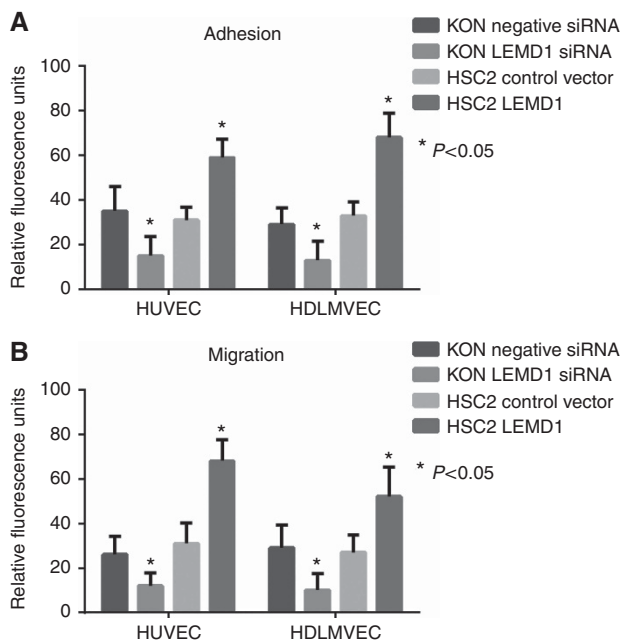 A
Adhesion
KON negative siRNA
KON LEMD1 siRNA
HSC2 control vector
HSC2 LEMD1
* P<0.05
Relative fluorescence units
100
80
60
40
20
0
*
*
*
*
HUVEC
HDLMVEC
B
Migration
KON negative siRNA
KON LEMD1 siRNA
HSC2 control vector
HSC2 LEMD1
* P<0.05
Relative fluorescence units
100
80
60
40
20
0
*
*
*
*
HUVEC
HDLMVEC